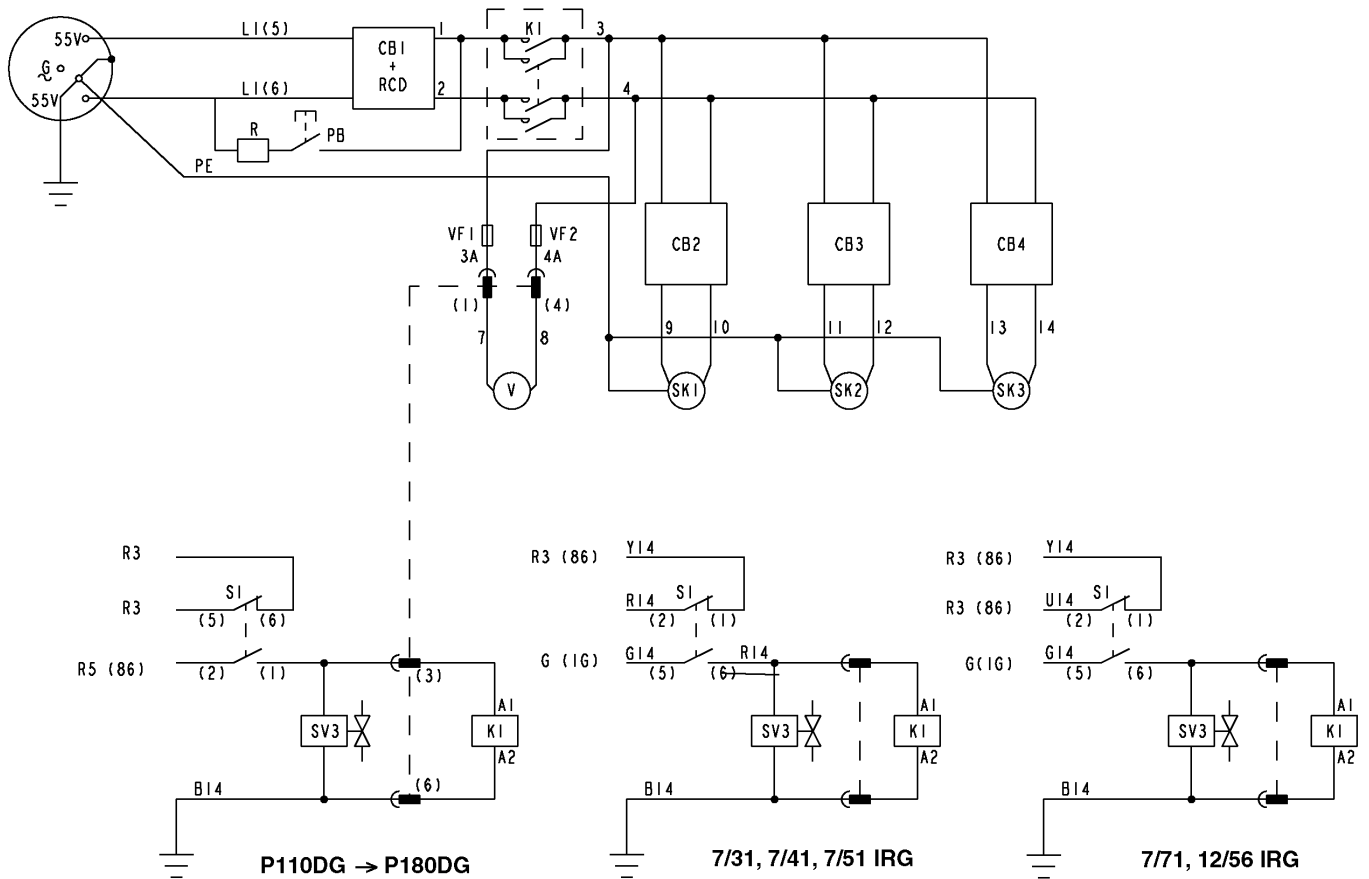 55V
L1(5)
G
~
55V
L1(6)
CB1
+
RCD
1
2
K1
3
4
R
PB
PE
VF1
3A
VF2
4A
(1)
(4)
7
8
V
CB2
CB3
CB4
9
10
11
12
13
14
SK1
SK2
SK3
R3
R3
S1
(5)
(6)
R5 (86)
(2)
(1)
(3)
SV3
A1
K1
A2
B14
(6)
P110DG → P180DG
R3 (86)
Y14
R14
S1
(2)
(1)
G (1G)
G14
(5)
(6)
R14
SV3
A1
K1
A2
B14
7/31, 7/41, 7/51 IRG
R3 (86)
Y14
R3 (86)
U14
S1
(2)
(1)
G(1G)
G14
(5)
(6)
SV3
A1
K1
A2
B14
7/71, 12/56 IRG